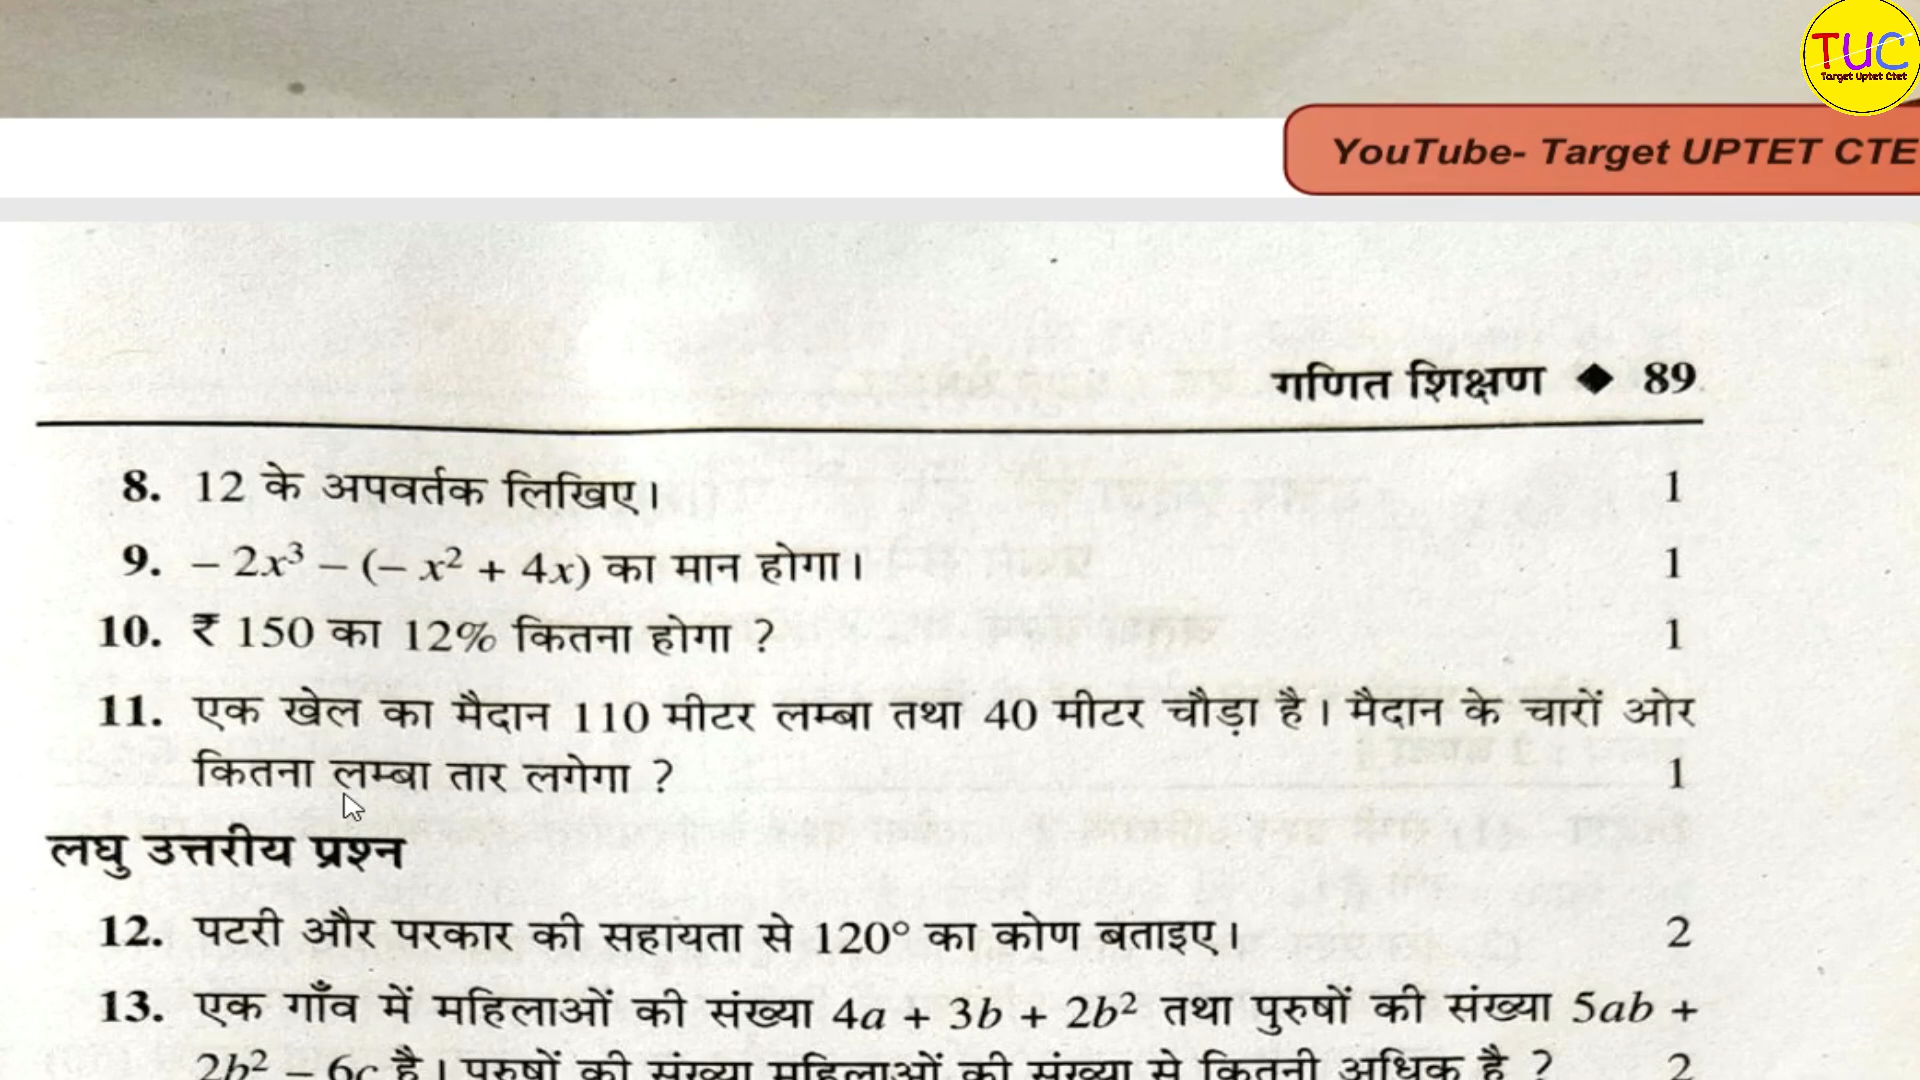 TUC
Target Uptet Ctet
YouTube- Target UPTET CTE
गणित शिक्षण ◆ 89
8. 12 के अपवर्तक लिखिए। 1
9. – 2x³ – (– x² + 4x) का मान होगा। 1
10. ₹ 150 का 12% कितना होगा ? 1
11. एक खेल का मैदान 110 मीटर लम्बा तथा 40 मीटर चौड़ा है। मैदान के चारों ओर
कितना लम्बा तार लगेगा ? 1
लघु उत्तरीय प्रश्न
12. पटरी और परकार की सहायता से 120° का कोण बताइए। 2
13. एक गाँव में महिलाओं की संख्या 4a + 3b + 2b² तथा पुरुषों की संख्या 5ab +
2b² – 6c है। पुरुषों की संख्या महिलाओं की संख्या से कितनी अधिक है ? 2